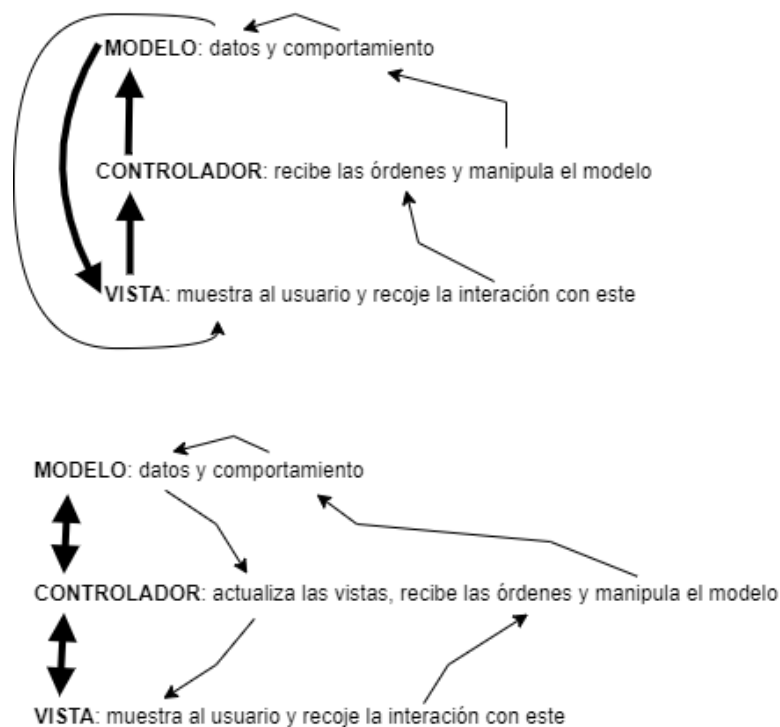 MODELO: datos y comportamiento
CONTROLADOR: recibe las órdenes y manipula el modelo
VISTA: muestra al usuario y recoje la interación con este
MODELO: datos y comportamiento
CONTROLADOR: actualiza las vistas, recibe las órdenes y manipula el modelo
VISTA: muestra al usuario y recoje la interación con este